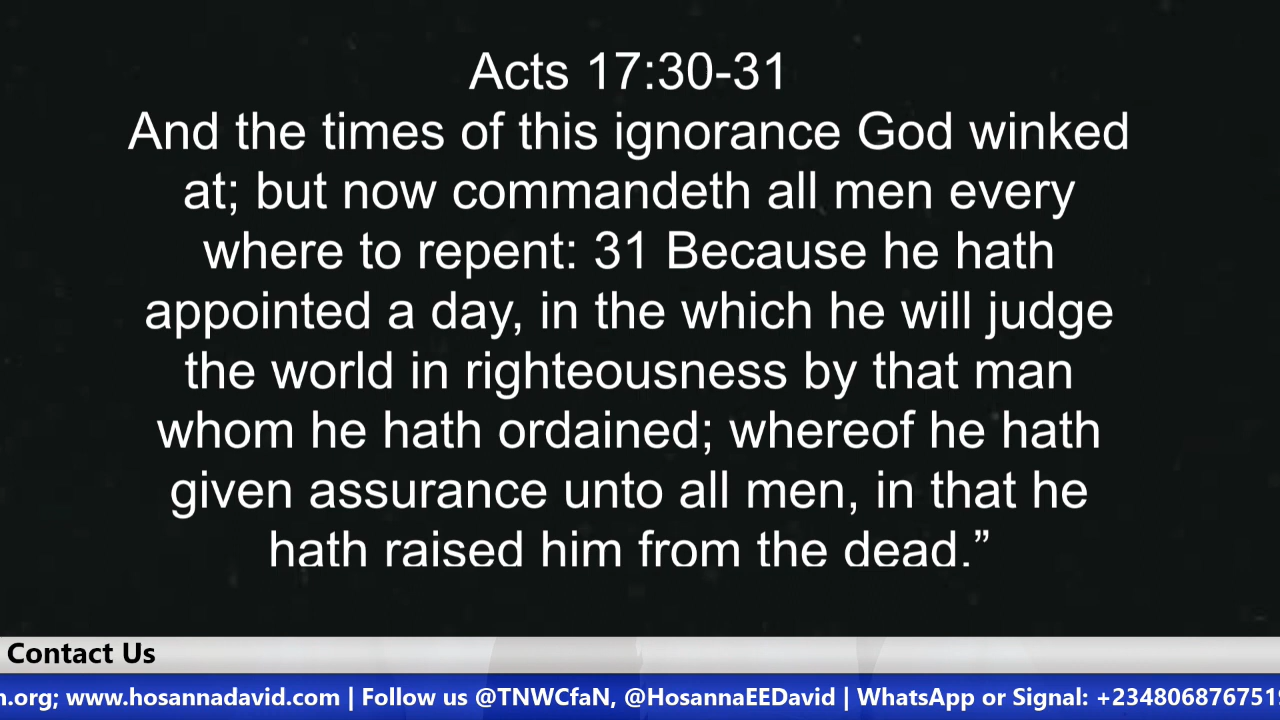 Acts 17:30-31
And the times of this ignorance God winked
at; but now commandeth all men every
where to repent: 31 Because he hath
appointed a day, in the which he will judge
the world in righteousness by that man
whom he hath ordained; whereof he hath
given assurance unto all men, in that he
hath raised him from the dead.”
Contact Us
n.org; www.hosannadavid.com | Follow us @TNWCfaN, @HosannaEEDavid | WhatsApp or Signal: +2348068767519